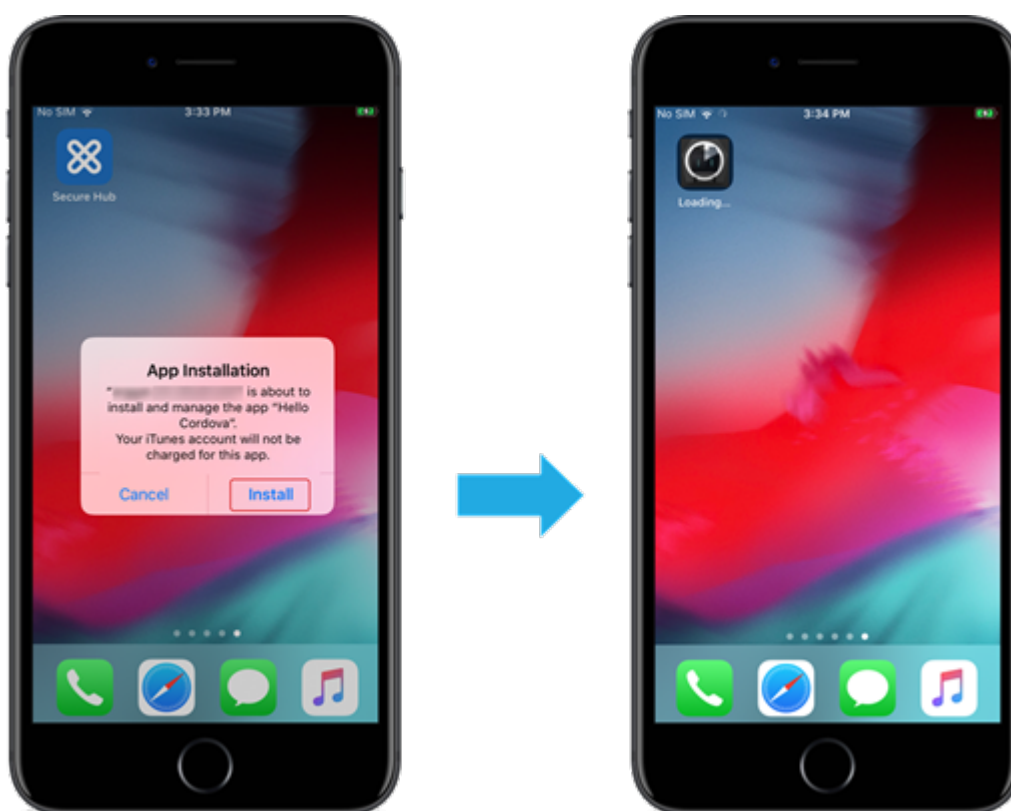 No SIM 3:33 PM
Secure Hub
App Installation
" is about to
install and manage the app "Hello
Cordova".
Your iTunes account will not be
charged for this app.
Cancel Install
No SIM 3:34 PM
Loading...